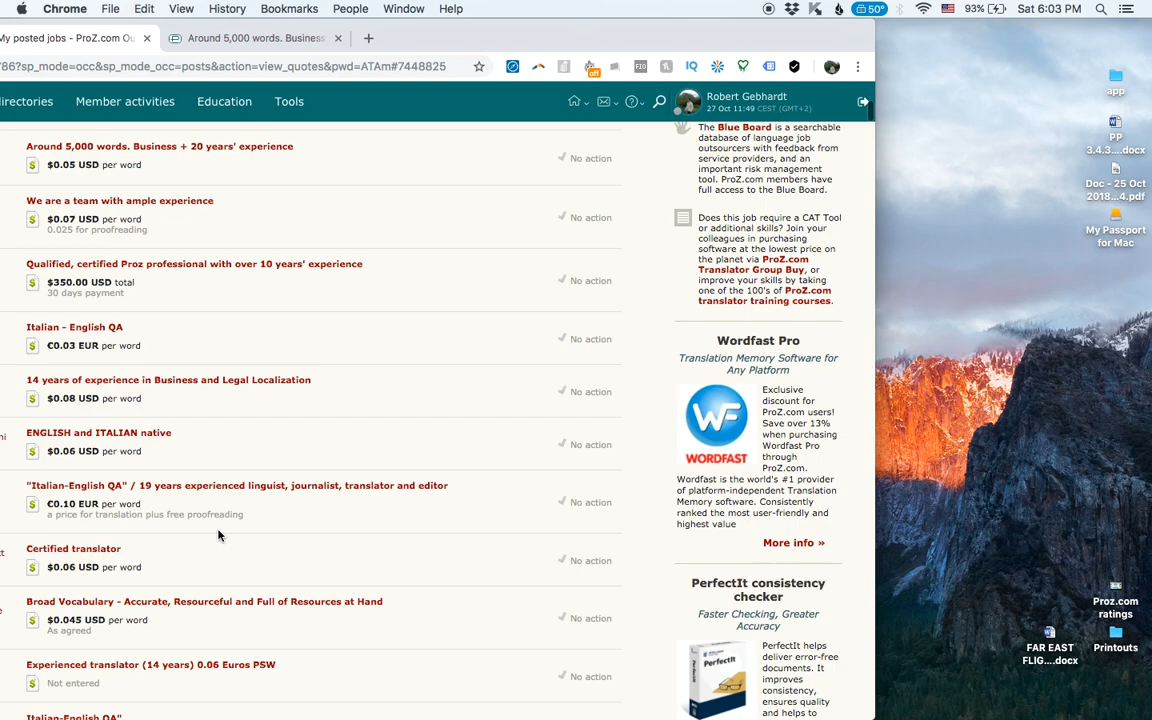 Chrome File Edit View History Bookmarks People Window Help
50°
93%
Sat 6:03 PM
My posted jobs - ProZ.com Ou
Around 5,000 words. Business
786?sp_mode=occ&sp_mode_occ=posts&action=view_quotes&pwd=ATAm#7448825
off
F10
IQ
irectories Member activities Education Tools
Robert Gebhardt
27 Oct 11:49 CEST (GMT+2)
Around 5,000 words. Business + 20 years' experience
$0.05 USD per word
No action
We are a team with ample experience
$0.07 USD per word
0.025 for proofreading
No action
Qualified, certified Proz professional with over 10 years' experience
$350.00 USD total
30 days payment
No action
Italian - English QA
€0.03 EUR per word
No action
14 years of experience in Business and Legal Localization
$0.08 USD per word
No action
ni
ENGLISH and ITALIAN native
$0.06 USD per word
No action
"Italian-English QA" / 19 years experienced linguist, journalist, translator and editor
€0.10 EUR per word
a price for translation plus free proofreading
No action
Certified translator
$0.06 USD per word
No action
Broad Vocabulary - Accurate, Resourceful and Full of Resources at Hand
$0.045 USD per word
As agreed
No action
Experienced translator (14 years) 0.06 Euros PSW
Not entered
No action
Italian-English QA"
The Blue Board is a searchable
database of language job
outsourcers with feedback from
service providers, and an
important risk management
tool. ProZ.com members have
full access to the Blue Board.
Does this job require a CAT Tool
or additional skills? Join your
colleagues in purchasing
software at the lowest price on
the planet via ProZ.com
Translator Group Buy, or
improve your skills by taking
one of the 100's of ProZ.com
translator training courses.
Wordfast Pro
Translation Memory Software for
Any Platform
WF
WORDFAST
Exclusive
discount for
ProZ.com users!
Save over 13%
when purchasing
Wordfast Pro
through
ProZ.com.
Wordfast is the world's #1 provider
of platform-independent Translation
Memory software. Consistently
ranked the most user-friendly and
highest value
More info »
PerfectIt consistency
checker
Faster Checking, Greater
Accuracy
PerfectIt
PerfectIt helps
deliver error-free
documents. It
improves
consistency,
ensures quality
and helps to
app
PP
3.4.3....docx
Doc - 25 Oct
2018...4.pdf
My Passport
for Mac
Proz.com
ratings
FAR EAST
FLIG....docx
Printouts